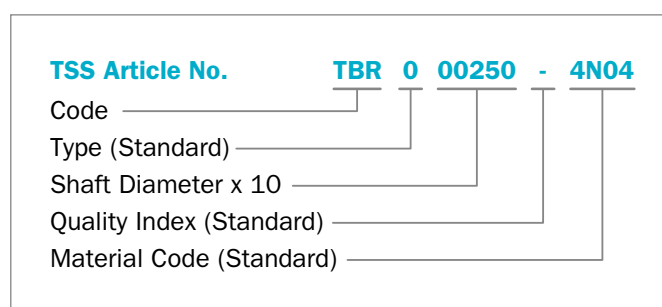 TSS Article No. TBR 0 00250 - 4N04
Code
Type (Standard)
Shaft Diameter x 10
Quality Index (Standard)
Material Code (Standard)